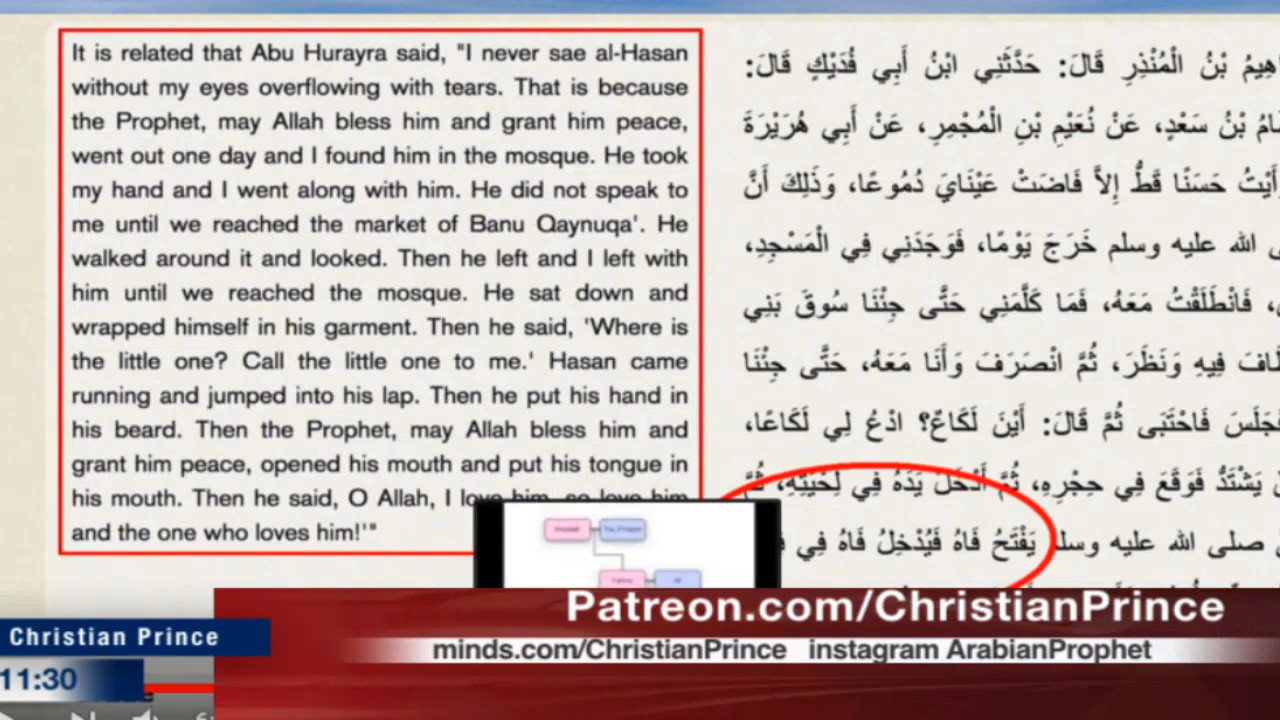 It is related that Abu Hurayra said, "I never sae al-Hasan
without my eyes overflowing with tears. That is because
the Prophet, may Allah bless him and grant him peace,
went out one day and I found him in the mosque. He took
my hand and I went along with him. He did not speak to
me until we reached the market of Banu Qaynuqa'. He
walked around it and looked. Then he left and I left with
him until we reached the mosque. He sat down and
wrapped himself in his garment. Then he said, 'Where is
the little one? Call the little one to me.' Hasan came
running and jumped into his lap. Then he put his hand in
his beard. Then the Prophet, may Allah bless him and
grant him peace, opened his mouth and put his tongue in
his mouth. Then he said, O Allah, I love him, so love him
and the one who loves him!'"
بْنُ الْمُنْذِرِ قَالَ: حَدَّثَنِي ابْنُ أَبِي فُدَيْكٍ قَالَ:
بْنُ سَعْدٍ، عَنْ نُعَيْمِ بْنِ الْمُجْمِرِ، عَنْ أَبِي هُرَيْرَةَ
حَسَنًا قَطُّ إِلاَّ فَاضَتْ عَيْنَايَ دُمُوعًا، وَذَلِكَ أَنَّ
الله عليه وسلم خَرَجَ يَوْمًا، فَوَجَدَنِي فِي الْمَسْجِدِ،
فَانْطَلَقْتُ مَعَهُ، فَمَا كَلَّمَنِي حَتَّى جِئْنَا سُوقَ بَنِي
فِيهِ وَنَظَرَ، ثُمَّ انْصَرَفَ وَأَنَا مَعَهُ، حَتَّى جِئْنَا
فَاحْتَبَى ثُمَّ قَالَ: أَيْنَ لَكَاعٌ؟ ادْعُ لِي لَكَاعًا،
يَشْتَدُّ فَوَقَعَ فِي حِجْرِهِ، ثُمَّ أَدْخَلَ يَدَهُ فِي لِحْيَتِهِ، ثُمَّ
صلى الله عليه وسلم يَفْتَحُ فَاهُ فَيُدْخِلُ فَاهُ فِي
Patreon.com/ChristianPrince
Christian Prince
minds.com/ChristianPrince instagram ArabianProphet
11:30